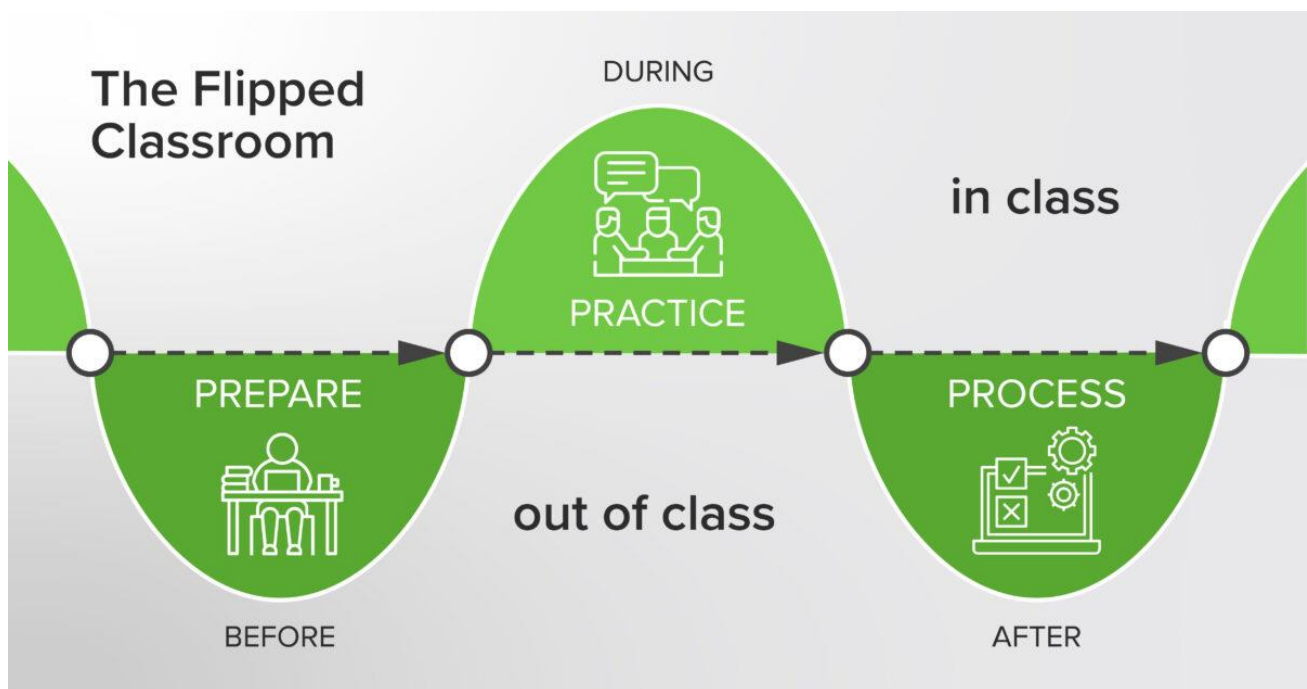 The Flipped
Classroom
DURING
in class
PRACTICE
PREPARE
PROCESS
out of class
BEFORE
AFTER